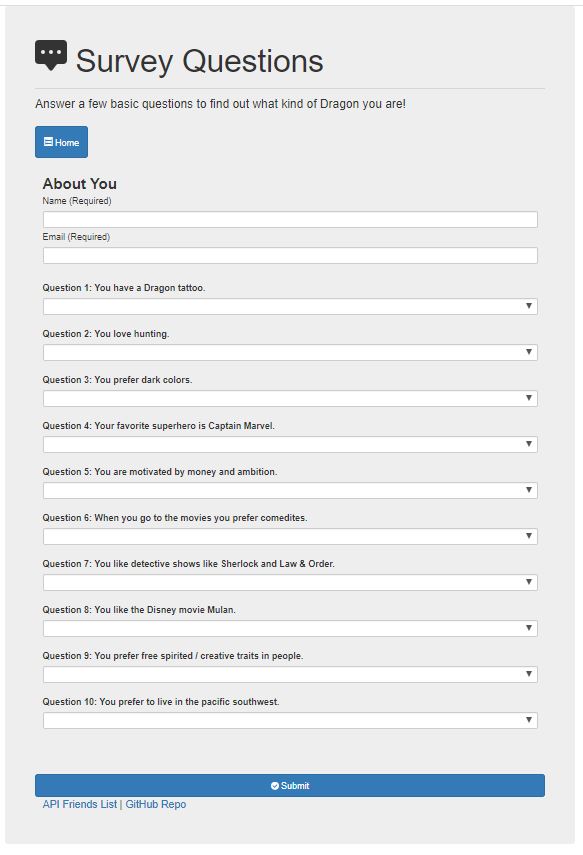 Survey Questions
Answer a few basic questions to find out what kind of Dragon you are!
Home
About You
Name (Required)
Email (Required)
Question 1: You have a Dragon tattoo.
Question 2: You love hunting.
Question 3: You prefer dark colors.
Question 4: Your favorite superhero is Captain Marvel.
Question 5: You are motivated by money and ambition.
Question 6: When you go to the movies you prefer comedites.
Question 7: You like detective shows like Sherlock and Law & Order.
Question 8: You like the Disney movie Mulan.
Question 9: You prefer free spirited / creative traits in people.
Question 10: You prefer to live in the pacific southwest.
Submit
API Friends List | GitHub Repo